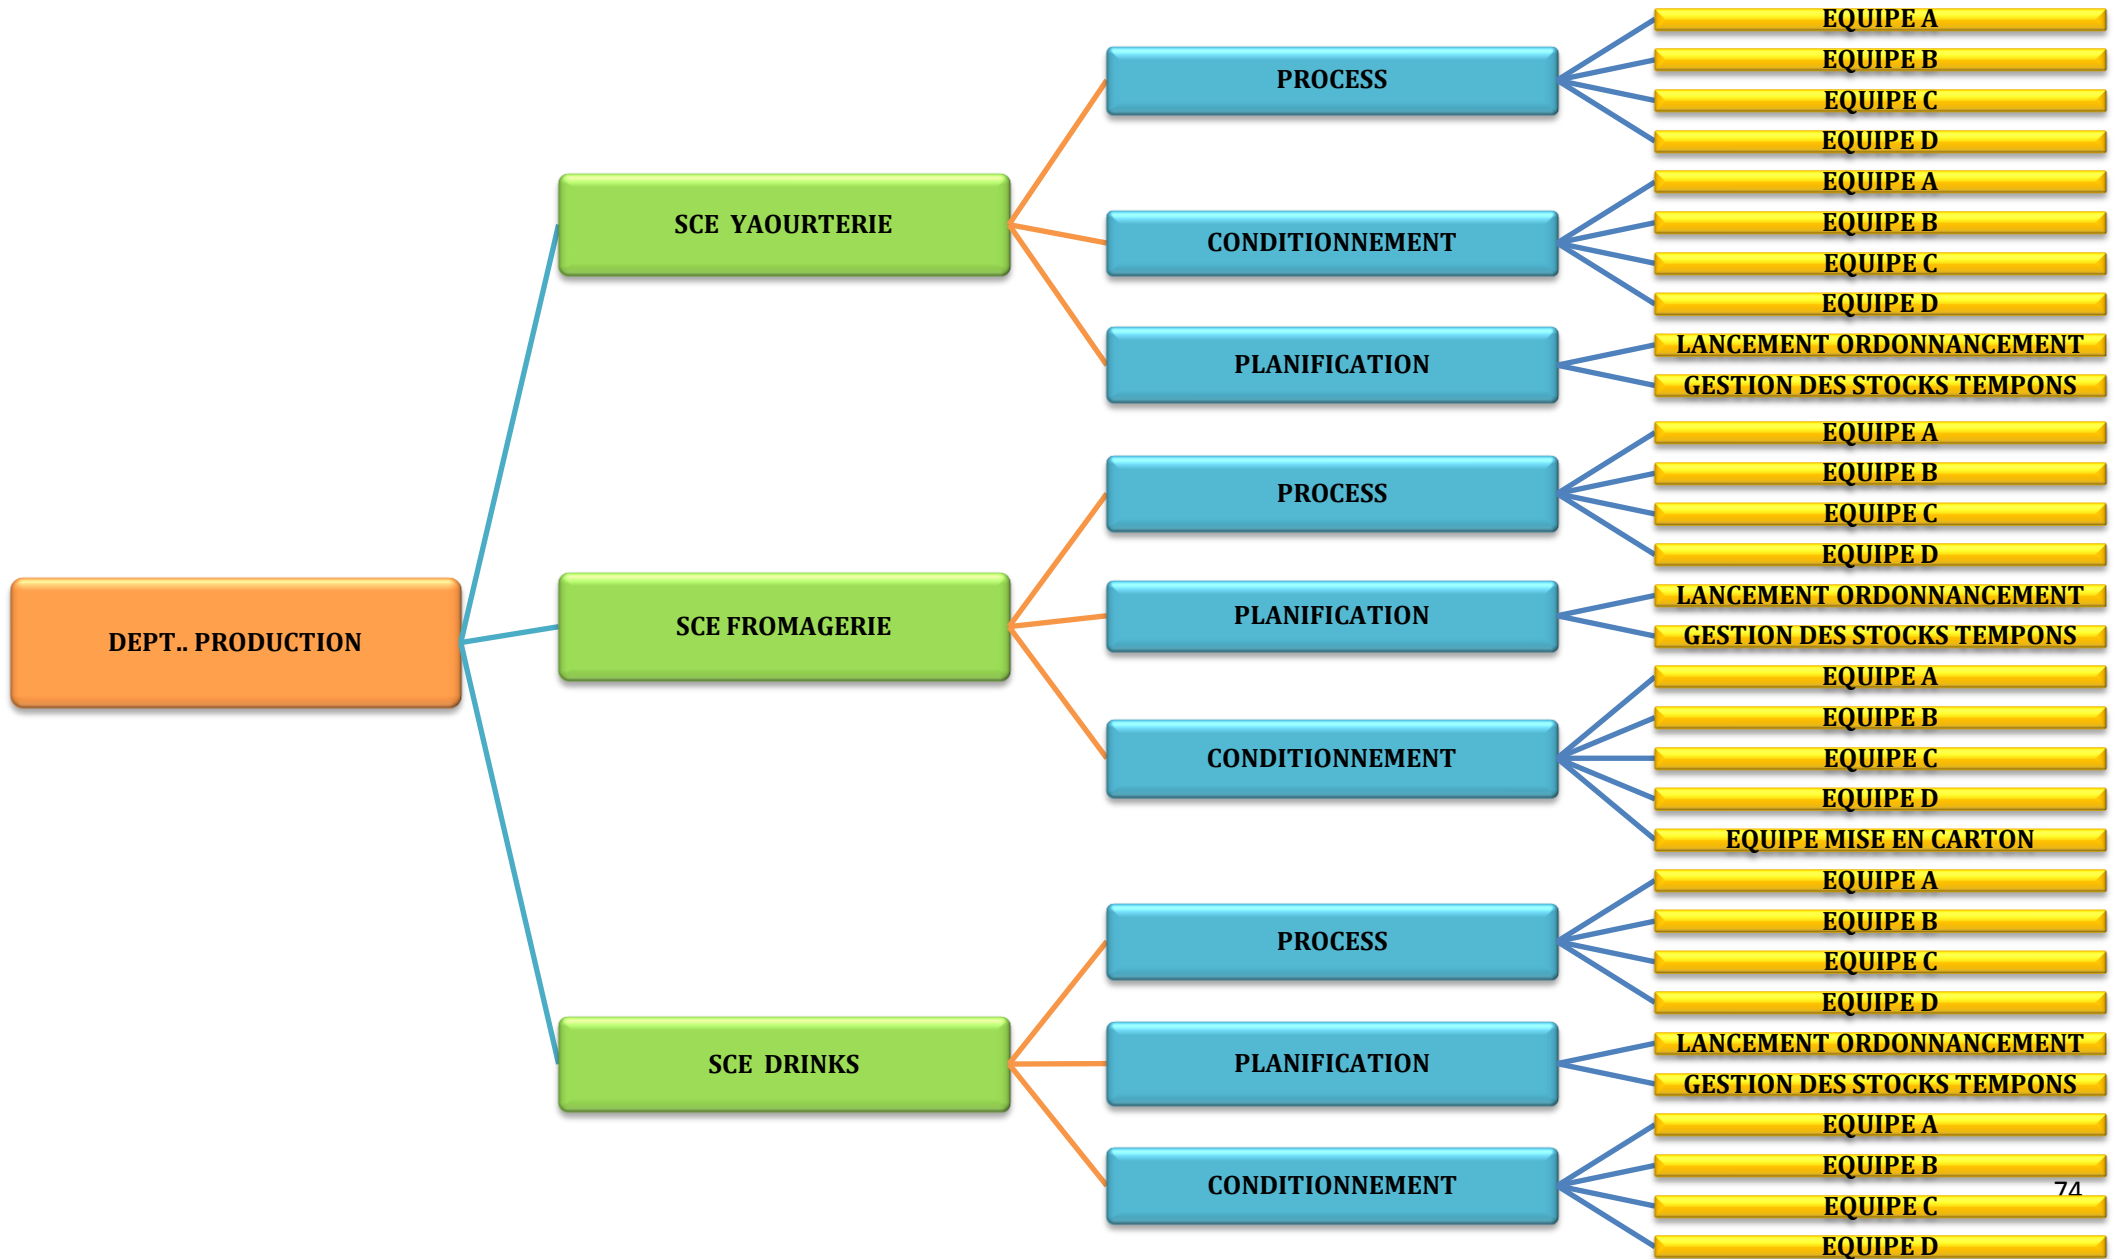 DEPT.. PRODUCTION
SCE  YAOURTERIE
PROCESS
EQUIPE A
EQUIPE B
EQUIPE C
EQUIPE D
CONDITIONNEMENT
EQUIPE A
EQUIPE B
EQUIPE C
EQUIPE D
PLANIFICATION
LANCEMENT ORDONNANCEMENT
GESTION DES STOCKS TEMPONS
SCE FROMAGERIE
PROCESS
EQUIPE A
EQUIPE B
EQUIPE C
EQUIPE D
PLANIFICATION
LANCEMENT ORDONNANCEMENT
GESTION DES STOCKS TEMPONS
CONDITIONNEMENT
EQUIPE A
EQUIPE B
EQUIPE C
EQUIPE D
EQUIPE MISE EN CARTON
SCE  DRINKS
PROCESS
EQUIPE A
EQUIPE B
EQUIPE C
EQUIPE D
PLANIFICATION
LANCEMENT ORDONNANCEMENT
GESTION DES STOCKS TEMPONS
CONDITIONNEMENT
EQUIPE A
EQUIPE B
EQUIPE C
EQUIPE D
74